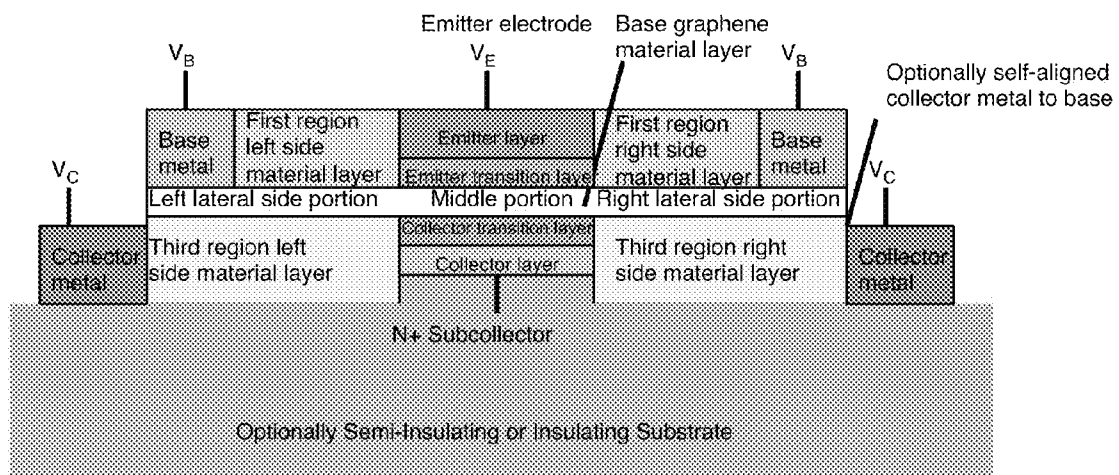 Emitter electrode
Base graphene
material layer
V_B
V_E
V_B
Optionally self-aligned
collector metal to base
Base
metal
First region
left side
material layer
Emitter layer
Emitter transition layer
First region
right side
material layer
Base
metal
V_C
V_C
Left lateral side portion
Middle portion
Right lateral side portion
Collector
metal
Third region left
side material layer
Collector transition layer
Collector layer
Third region right
side material layer
Collector
metal
N+ Subcollector
Optionally Semi-Insulating or Insulating Substrate